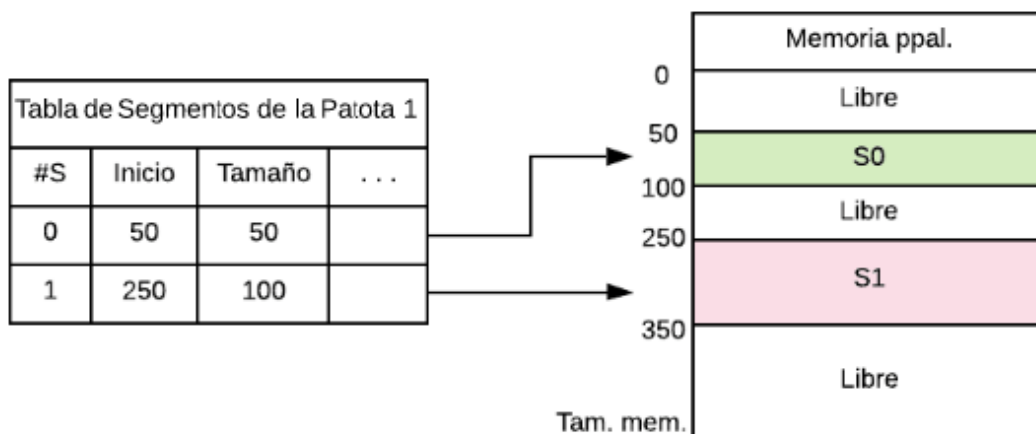 Tabla de Segmentos de la Patota 1
#S Inicio Tamaño . . .
0 50 50
1 250 100
Memoria ppal.
0
Libre
50
S0
100
Libre
250
S1
350
Libre
Tam. mem.